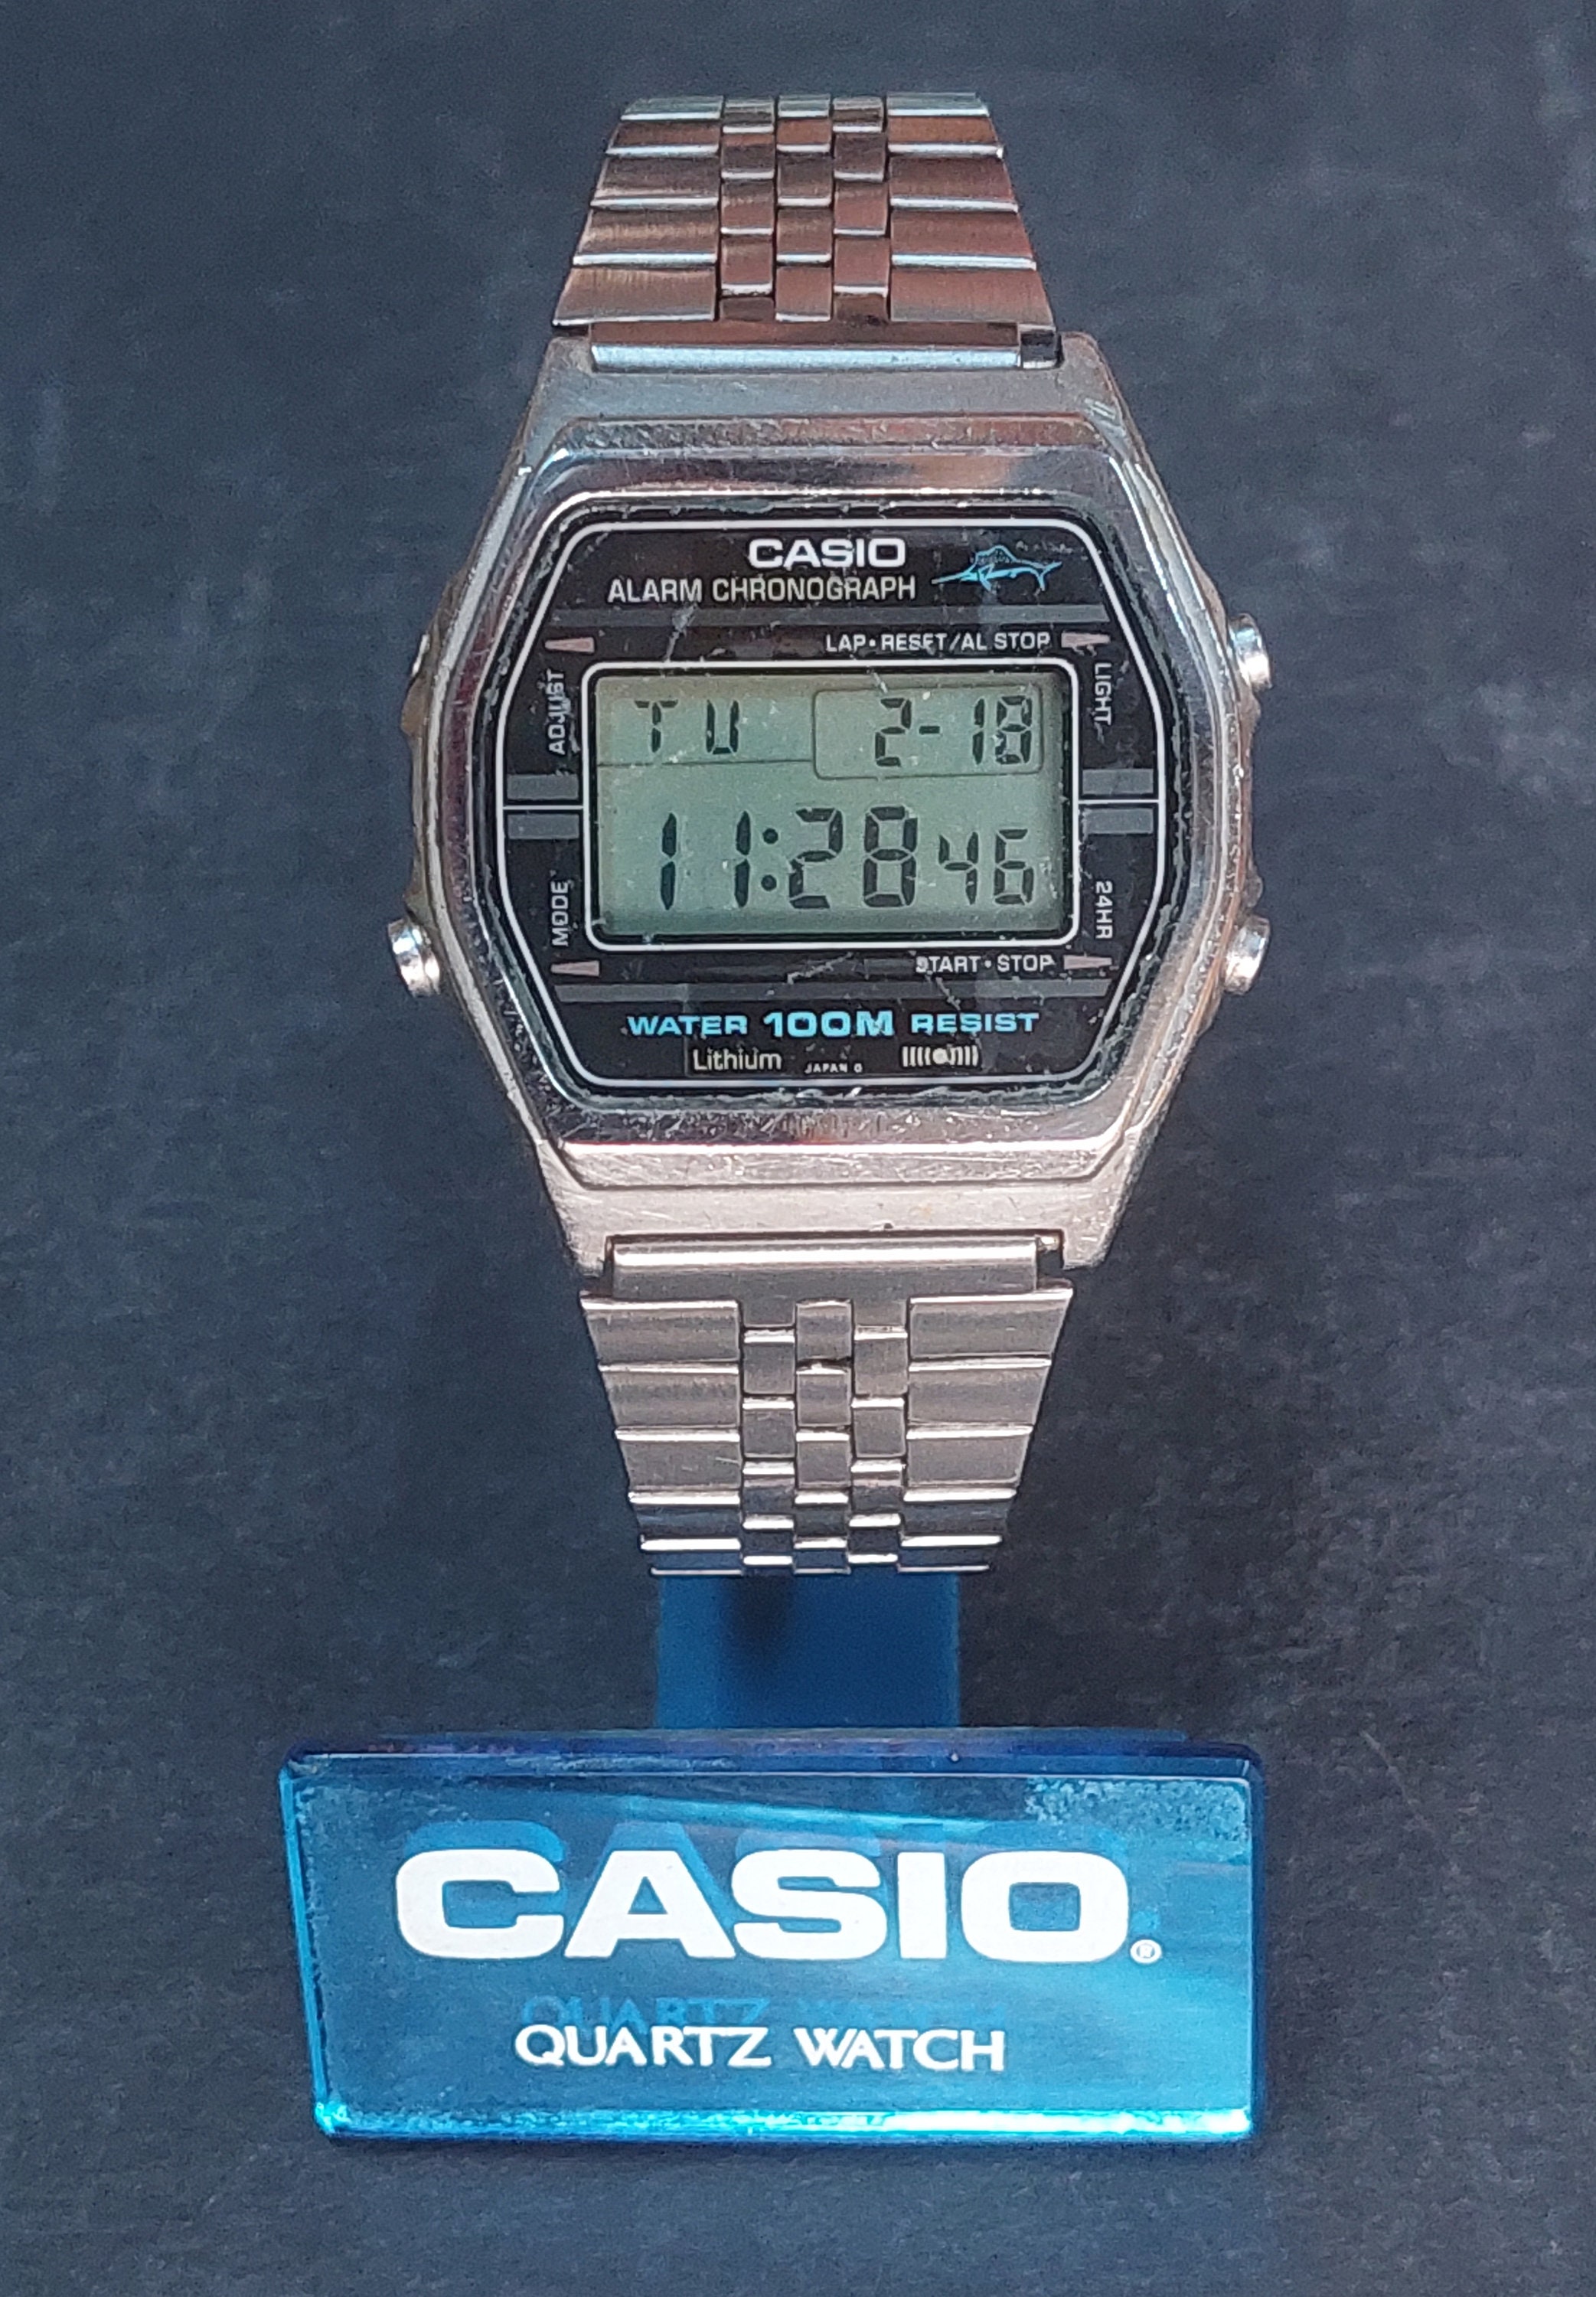 CASIO
ALARM CHRONOGRAPH
LAP•RESET/AL STOP
ADJUST
LIGHT
TU 2-18
11:28 46
MODE
24HR
START•STOP
WATER 100M RESIST
Lithium JAPAN G
CASIO®
QUARTZ WATCH